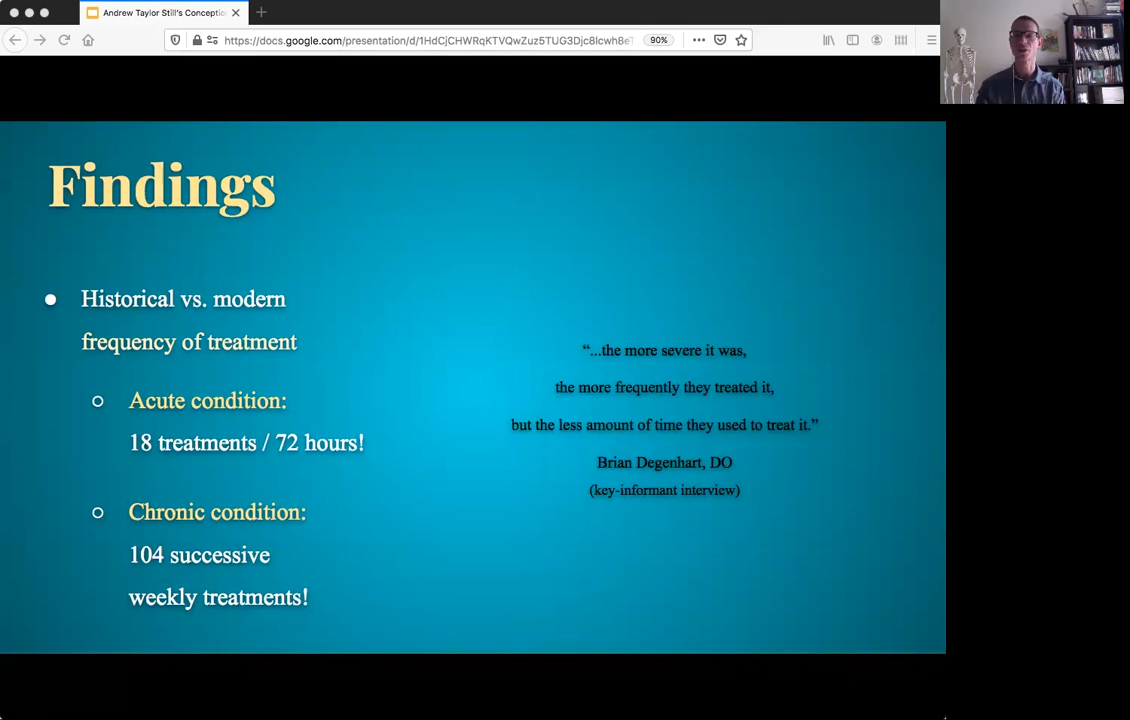 Andrew Taylor Still's Conceptio
https://docs.google.com/presentation/d/1HdCjCHWRqKTVQwZuz5TUG3Djc8lcwh8eT
90%
Findings
Historical vs. modern
frequency of treatment
Acute condition:
18 treatments / 72 hours!
Chronic condition:
104 successive
weekly treatments!
“...the more severe it was,
the more frequently they treated it,
but the less amount of time they used to treat it.”
Brian Degenhart, DO
(key-informant interview)